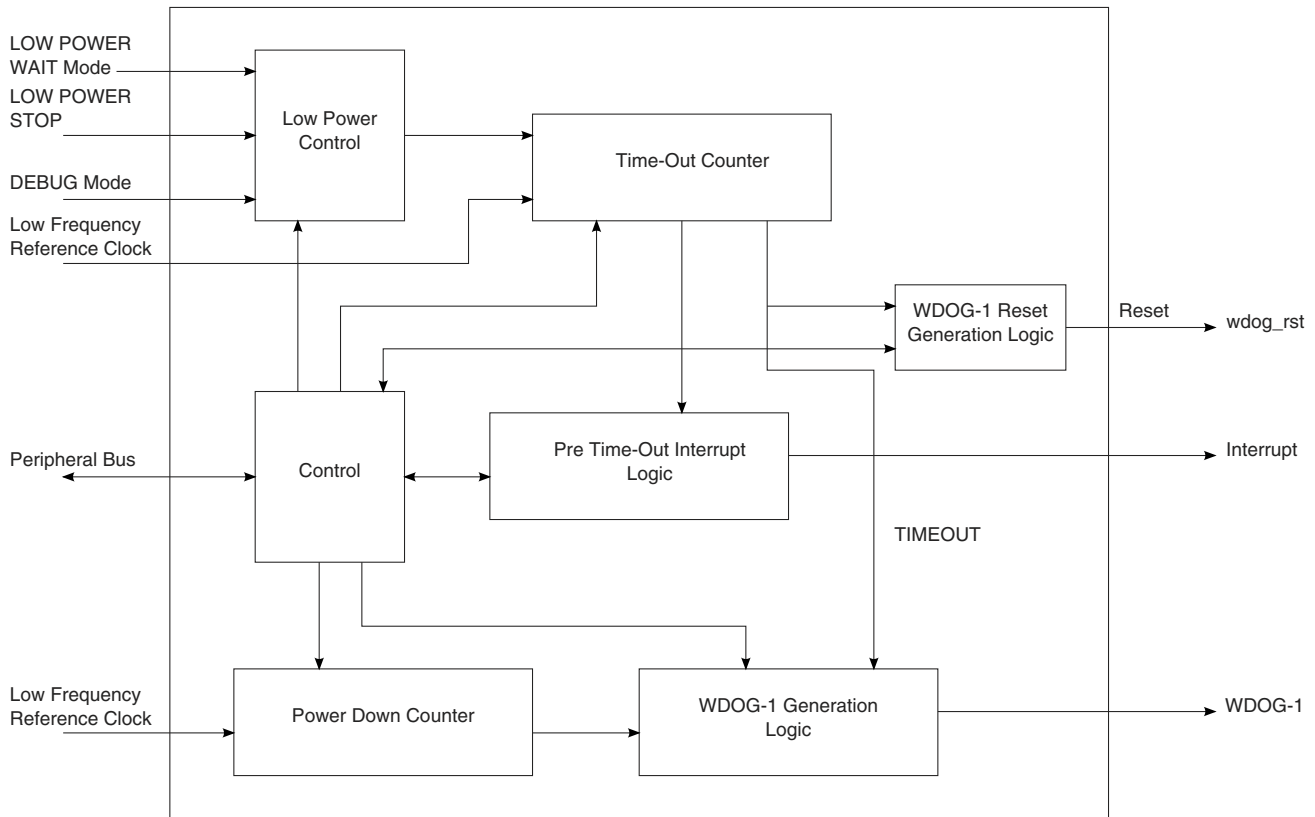 LOW POWER
WAIT Mode
LOW POWER
STOP
DEBUG Mode
Low Frequency
Reference Clock
Low Power
Control
Time-Out Counter
WDOG-1 Reset
Generation Logic
Reset
wdog_rst
Peripheral Bus
Control
Pre Time-Out Interrupt
Logic
Interrupt
TIMEOUT
Low Frequency
Reference Clock
Power Down Counter
WDOG-1 Generation
Logic
WDOG-1